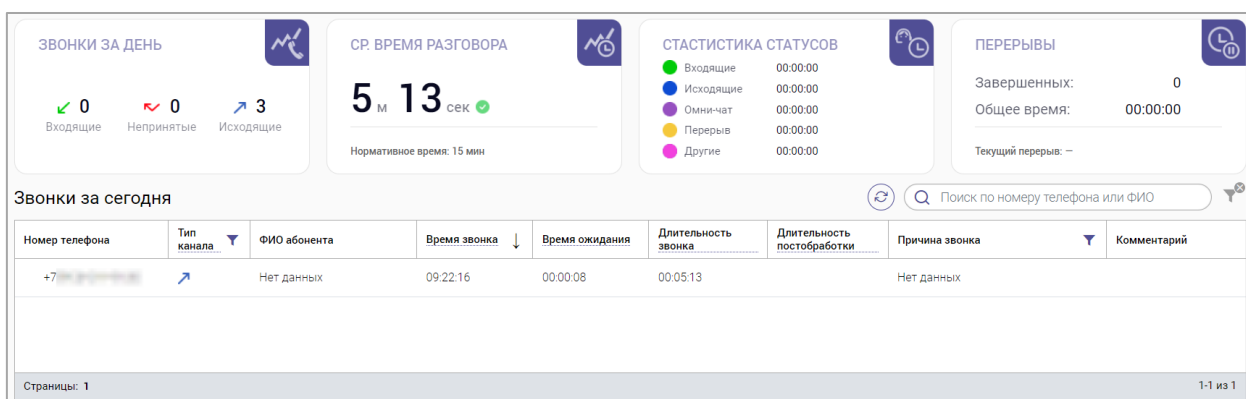 ЗВОНКИ ЗА ДЕНЬ
0
0
3
Входящие
Непринятые
Исходящие
СР. ВРЕМЯ РАЗГОВОРА
5 м 13 сек
Нормативное время: 15 мин
СТАСТИСТИКА СТАТУСОВ
Входящие 00:00:00
Исходящие 00:00:00
Омни-чат 00:00:00
Перерыв 00:00:00
Другие 00:00:00
ПЕРЕРЫВЫ
Завершенных: 0
Общее время: 00:00:00
Текущий перерыв: —
Звонки за сегодня
Поиск по номеру телефона или ФИО
Номер телефона
Тип
канала
ФИО абонента
Время звонка
Время ожидания
Длительность
звонка
Длительность
постобработки
Причина звонка
Комментарий
+7
Нет данных
09:22:16
00:00:08
00:05:13
Нет данных
Страницы: 1
1-1 из 1